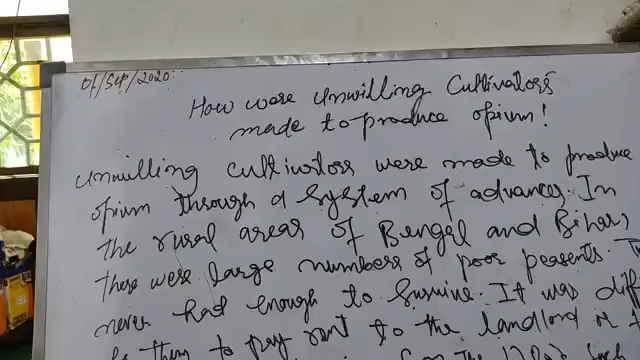 01/Sep/2020:
How were unwilling Cultivators
made to produce opium!
Unwilling cultivators were made to produce
opium through a system of advances. In
the rural areas of Bengal and Bihar,
there were large numbers of poor peasents.
never had enough to survive. It was
them to pay rent to the landlord or